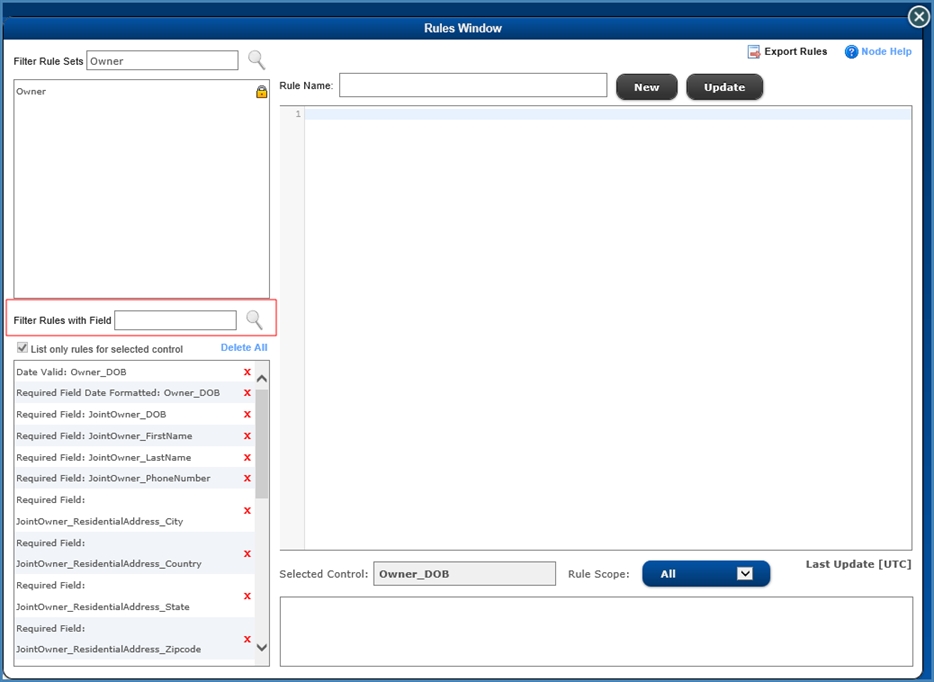 Rules Window
Export Rules
Node Help
Filter Rule Sets Owner
Owner
Rule Name:
New
Update
1
Filter Rules with Field
List only rules for selected control
Delete All
Date Valid: Owner_DOB x
Required Field Date Formatted: Owner_DOB x
Required Field: JointOwner_DOB x
Required Field: JointOwner_FirstName x
Required Field: JointOwner_LastName x
Required Field: JointOwner_PhoneNumber x
Required Field:
JointOwner_ResidentialAddress_City x
Required Field:
JointOwner_ResidentialAddress_Country x
Required Field:
JointOwner_ResidentialAddress_State x
Required Field:
JointOwner_ResidentialAddress_Zipcode x
Selected Control: Owner_DOB
Rule Scope: All
Last Update [UTC]